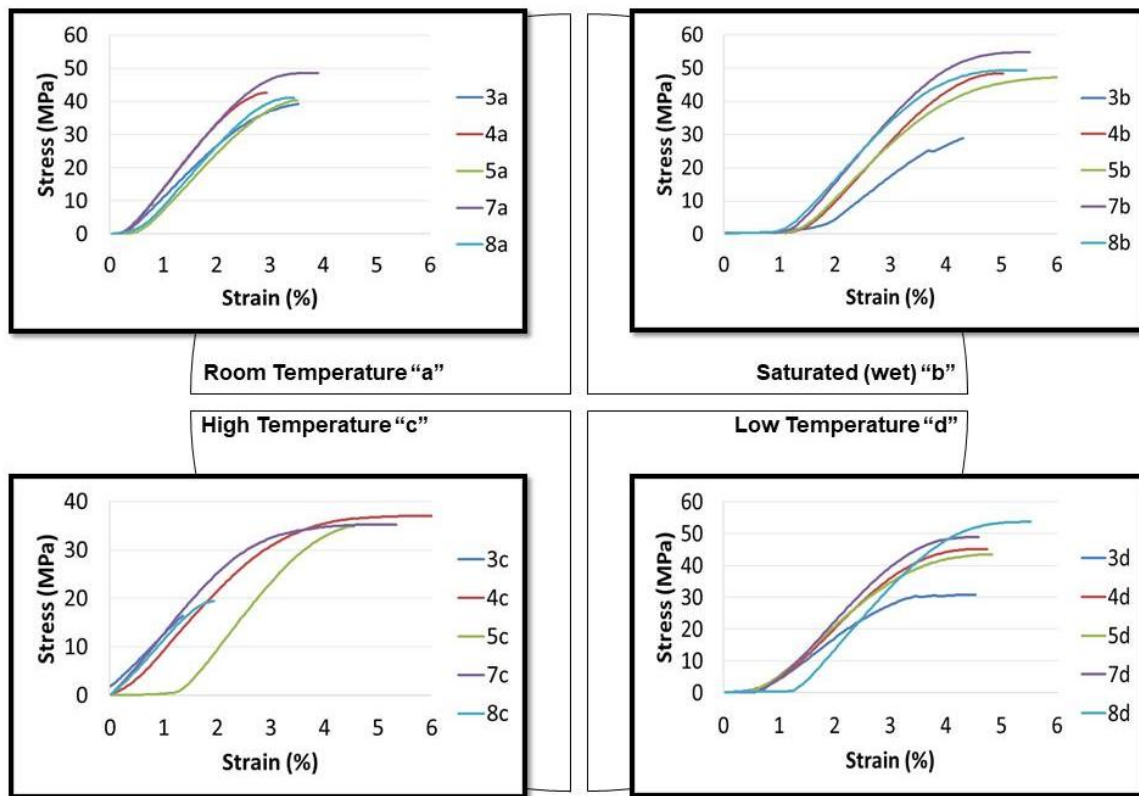 60
50
40
30
20
10
0
Stress (MPa)
0 1 2 3 4 5 6
Strain (%)
3a
4a
5a
7a
8a
60
50
40
30
20
10
0
Stress (MPa)
0 1 2 3 4 5 6
Strain (%)
3b
4b
5b
7b
8b
Room Temperature “a”
Saturated (wet) “b”
High Temperature “c”
Low Temperature “d”
40
30
20
10
0
Stress (MPa)
0 1 2 3 4 5 6
Strain (%)
3c
4c
5c
7c
8c
60
50
40
30
20
10
0
Stress (MPa)
0 1 2 3 4 5 6
Strain (%)
3d
4d
5d
7d
8d